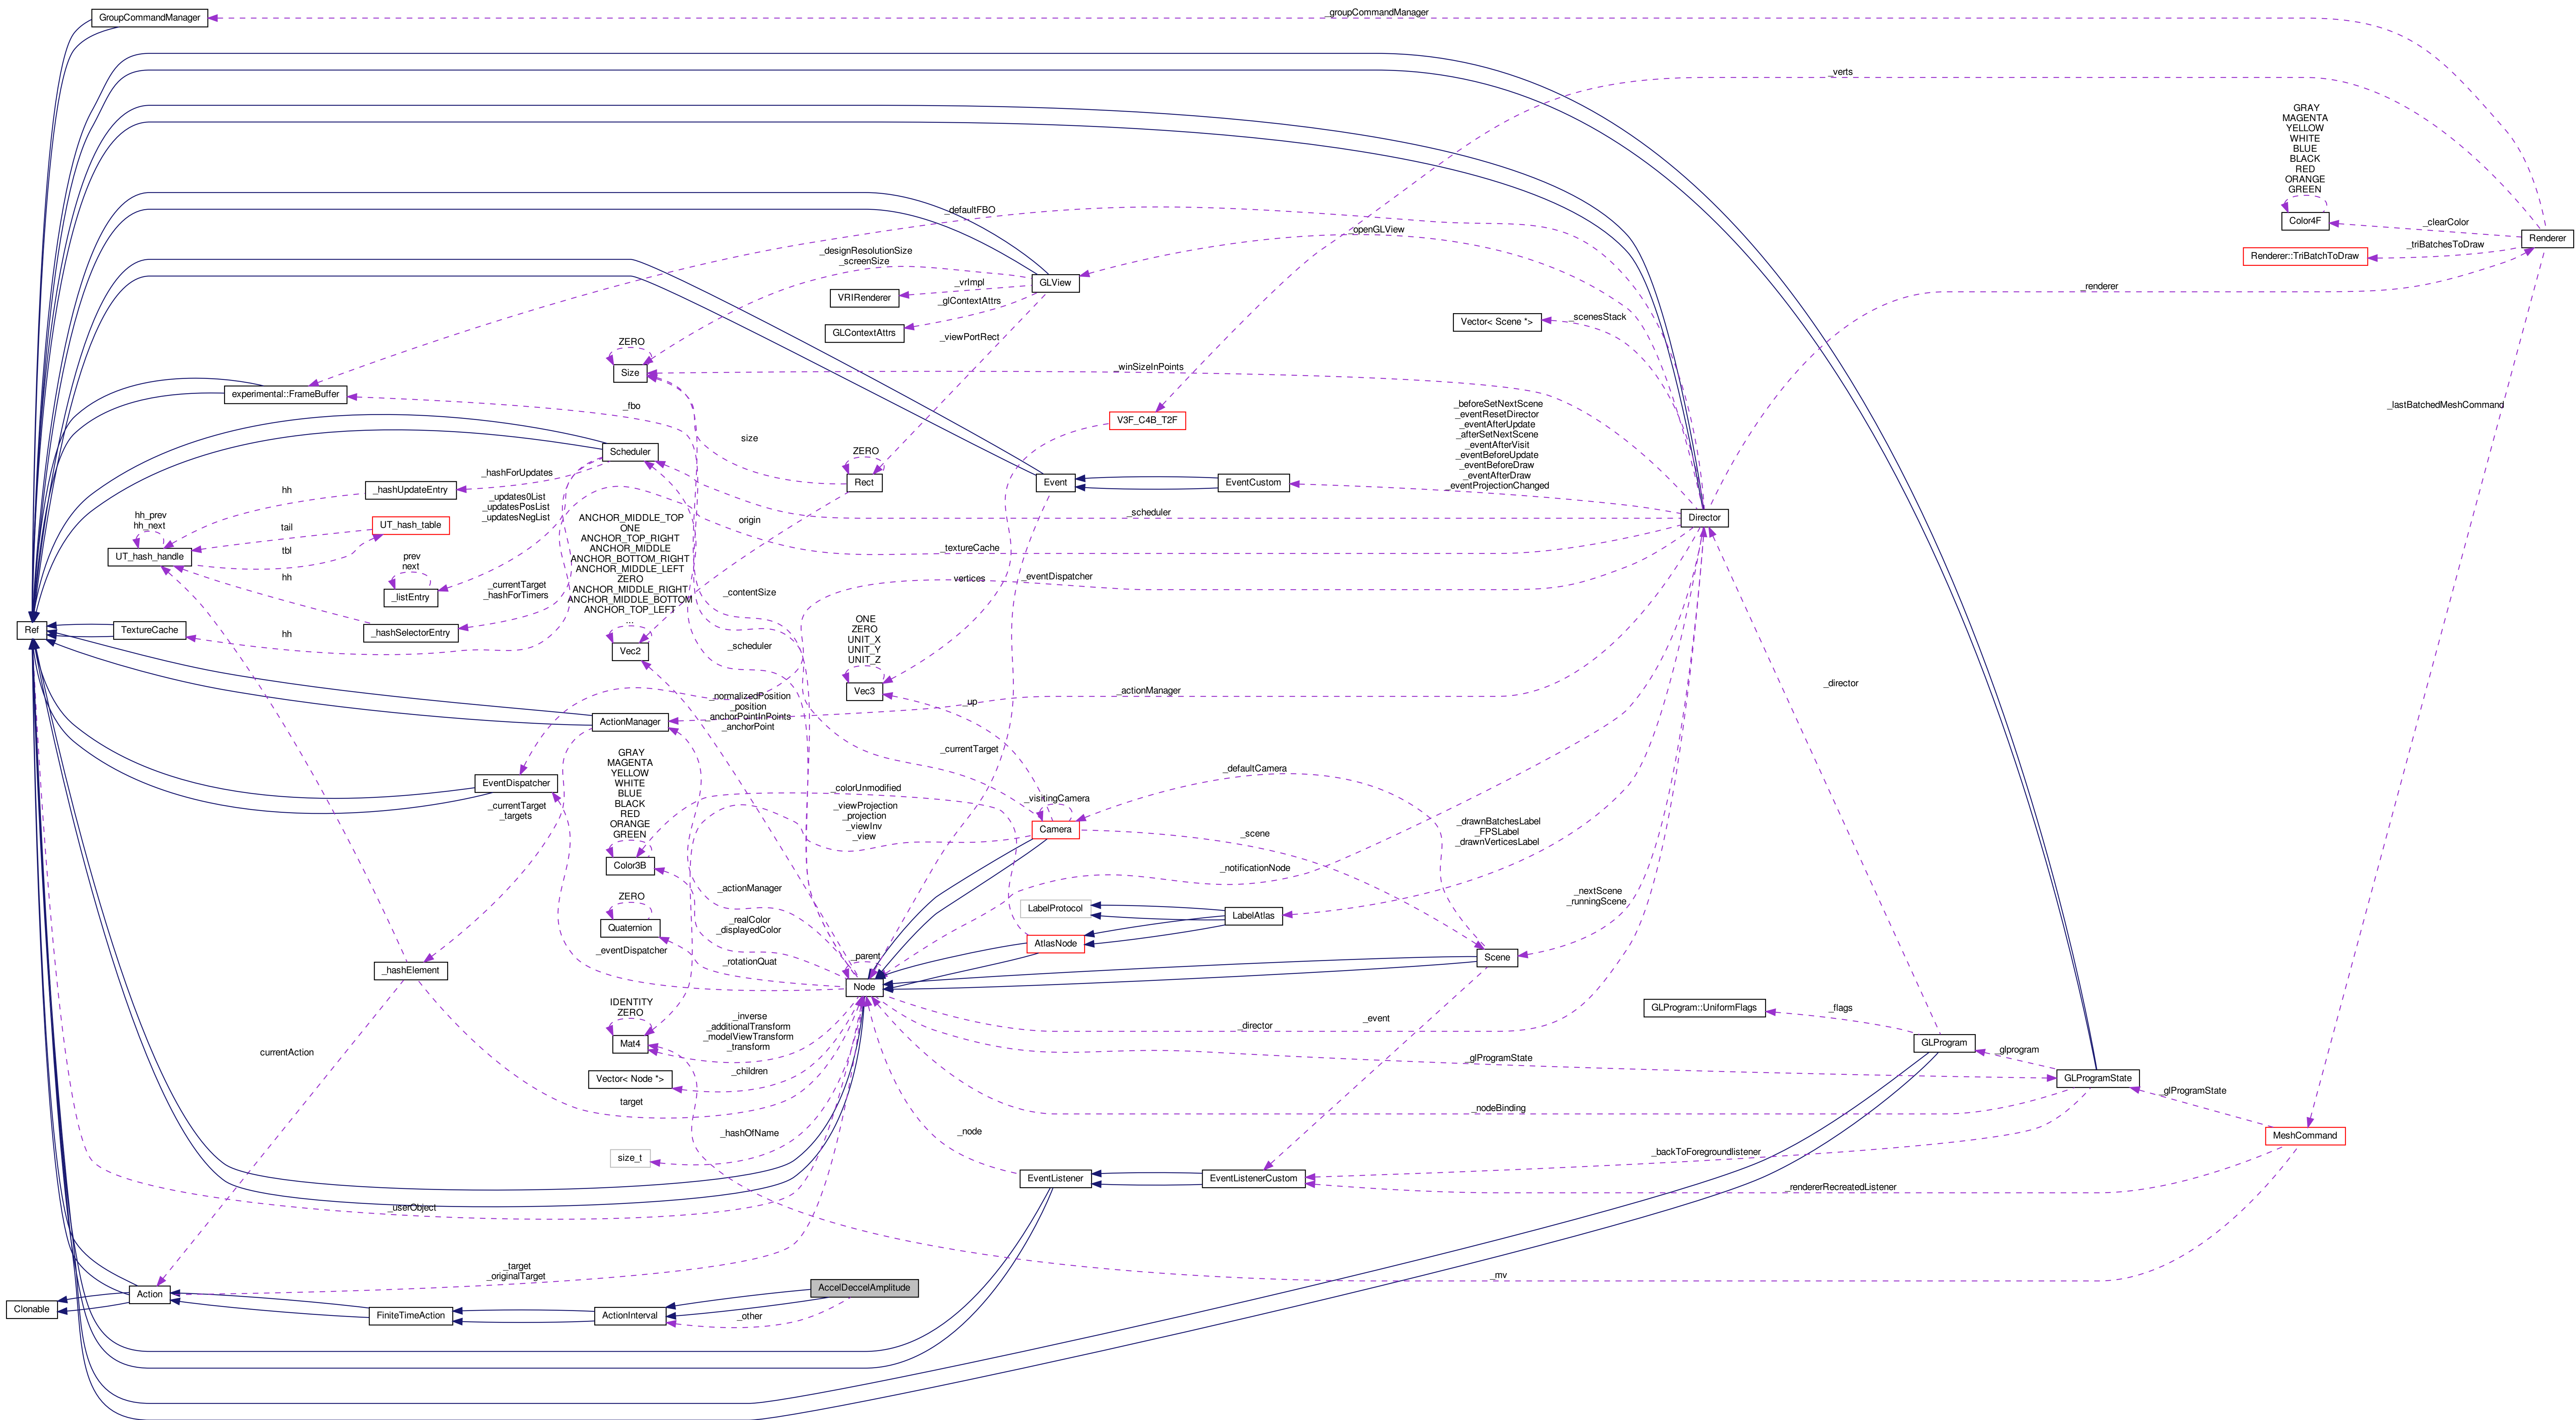 GroupCommandManager
_groupCommandManager
_verts
GRAY
MAGENTA
YELLOW
WHITE
BLUE
BLACK
RED
ORANGE
GREEN
Color4F
_clearColor
Renderer
_triBatchesToDraw
Renderer::TriBatchToDraw
_defaultFBO
_openGLView
_designResolutionSize
_screenSize
GLView
_vrImpl
VRIRenderer
_glContextAttrs
GLContextAttrs
_viewPortRect
_renderer
Vector< Scene *>
_scenesStack
ZERO
Size
_winSizeInPoints
experimental::FrameBuffer
_fbo
_lastBatchedMeshCommand
V3F_C4B_T2F
size
Scheduler
ZERO
Rect
Event
EventCustom
_beforeSetNextScene
_eventResetDirector
_eventAfterUpdate
_afterSetNextScene
_eventAfterVisit
_eventBeforeUpdate
_eventBeforeDraw
_eventAfterDraw
_eventProjectionChanged
_hashForUpdates
_hashUpdateEntry
hh
_updates0List
_updatesPosList
_updatesNegList
Director
_scheduler
hh_prev
hh_next
tail
UT_hash_table
UT_hash_handle
tbl
origin
_textureCache
ANCHOR_MIDDLE_TOP
ONE
ANCHOR_TOP_RIGHT
ANCHOR_MIDDLE
ANCHOR_BOTTOM_RIGHT
ANCHOR_MIDDLE_LEFT
ZERO
ANCHOR_MIDDLE_RIGHT
ANCHOR_MIDDLE_BOTTOM
ANCHOR_TOP_LEFT
...
Vec2
prev
next
_listEntry
hh
_currentTarget
_hashForTimers
_hashSelectorEntry
vertices
_eventDispatcher
_contentSize
Ref
TextureCache
hh
_scheduler
ONE
ZERO
UNIT_X
UNIT_Y
UNIT_Z
Vec3
_up
_actionManager
_director
_normalizedPosition
_position
_anchorPointInPoints
_anchorPoint
ActionManager
_currentTarget
EventDispatcher
_currentTarget
_targets
GRAY
MAGENTA
YELLOW
WHITE
BLUE
BLACK
RED
ORANGE
GREEN
Color3B
_colorUnmodified
_viewProjection
_projection
_viewInv
_view
_defaultCamera
_visitingCamera
Camera
_scene
_drawnBatchesLabel
_FPSLabel
_drawnVerticesLabel
_notificationNode
_actionManager
ZERO
Quaternion
_realColor
_displayedColor
LabelProtocol
LabelAtlas
AtlasNode
_nextScene
_runningScene
_eventDispatcher
_rotationQuat
_parent
Scene
_hashElement
Node
IDENTITY
ZERO
Mat4
_inverse
_additionalTransform
_modelViewTransform
_transform
GLProgram::UniformFlags
_flags
_director
_event
GLProgram
_glprogram
currentAction
_glProgramState
Vector< Node *>
_children
GLProgramState
_glProgramState
target
_nodeBinding
_hashOfName
_node
MeshCommand
size_t
_backToForegroundlistener
EventListener
EventListenerCustom
_rendererRecreatedListener
_userObject
_target
_originalTarget
_mv
Action
AccelDeccelAmplitude
Clonable
FiniteTimeAction
ActionInterval
_other